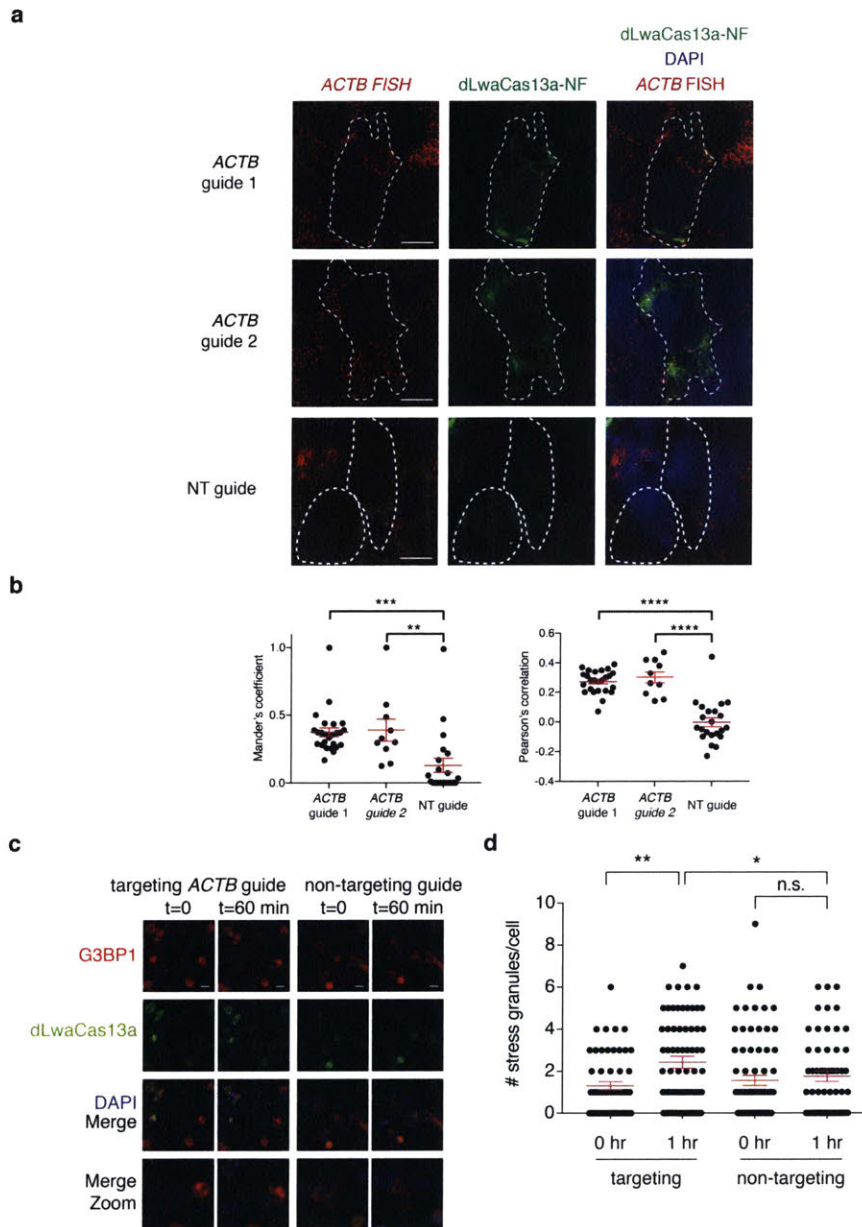 a
dLwaCas13a-NF
DAPI
ACTB FISH dLwaCas13a-NF ACTB FISH
ACTB
guide 1
ACTB
guide 2
NT guide
b
*** ****
** ****
Mander's coefficient
1.0
0.5
0.0
ACTB guide 1
ACTB guide 2
NT guide
Pearson's correlation
0.6
0.4
0.2
0.0
-0.4
ACTB guide 1
ACTB guide 2
NT guide
c
targeting ACTB guide non-targeting guide
t=0 t=60 min t=0 t=60 min
G3BP1
dLwaCas13a
DAPI
Merge
Merge
Zoom
d
** *
n.s.
# stress granules/cell
10
8
6
4
2
0
0 hr 1 hr 0 hr 1 hr
targeting non-targeting